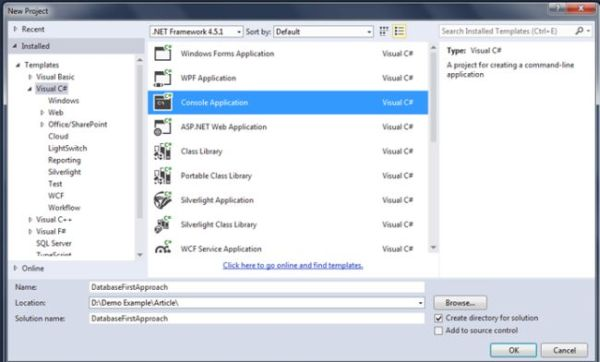 New Project
Recent
.NET Framework 4.5.1 Sort by: Default
Search Installed Templates (Ctrl+E)
Installed
Templates
Visual Basic
Visual C#
Windows
Web
Office/SharePoint
Cloud
LightSwitch
Reporting
Silverlight
Test
WCF
Workflow
Visual C++
Visual F#
SQL Server
TypeScript
Online
Windows Forms Application Visual C#
WPF Application Visual C#
Console Application Visual C#
ASP.NET Web Application Visual C#
Class Library Visual C#
Portable Class Library Visual C#
Silverlight Application Visual C#
Silverlight Class Library Visual C#
WCF Service Application Visual C#
Click here to go online and find templates.
Type: Visual C#
A project for creating a command-line
application
Name: DatabaseFirstApproach
Location: D:\Demo Example\Article\
Browse...
Solution name: DatabaseFirstApproach
Create directory for solution
Add to source control
OK Cancel